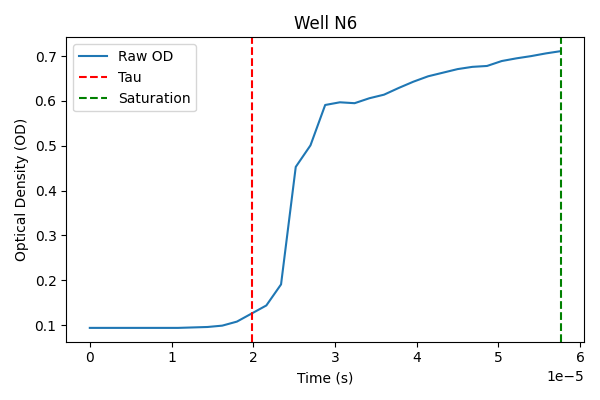 Well N6
Raw OD
Tau
Saturation
Optical Density (OD)
0.7
0.6
0.5
0.4
0.3
0.2
0.1
0 1 2 3 4 5 6
1e−5
Time (s)